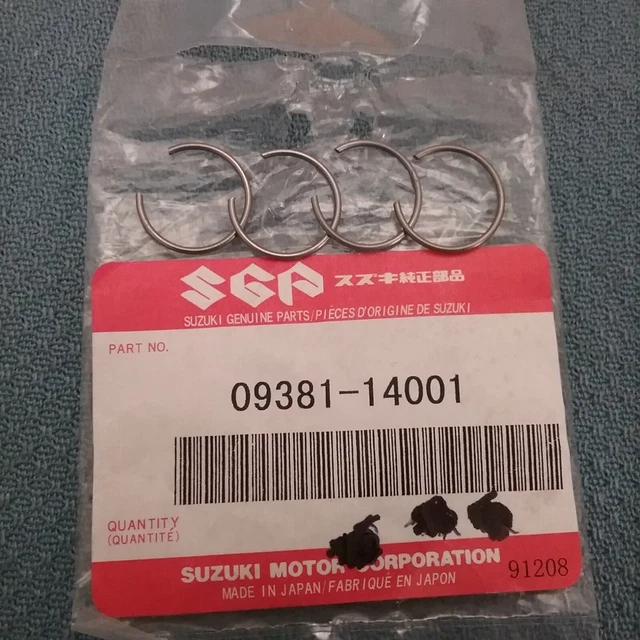 SGP スズキ純正部品
SUZUKI GENUINE PARTS/PIÈCES D'ORIGINE DE SUZUKI
PART NO.
09381-14001
QUANTITY
(QUANTITÉ)
SUZUKI MOTOR CORPORATION
MADE IN JAPAN/FABRIQUÉ EN JAPON
91208